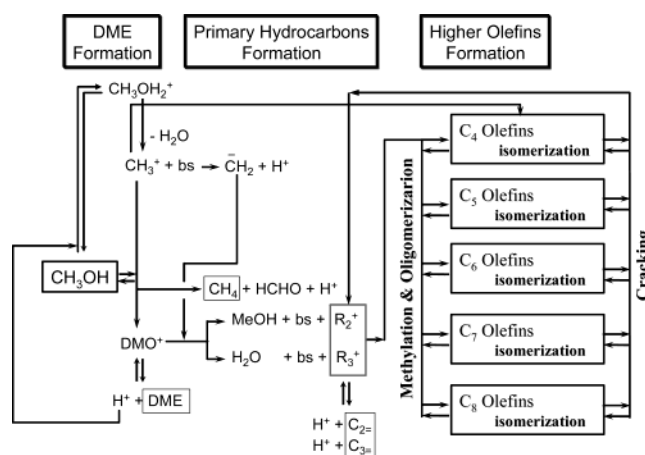 DME
Formation
Primary Hydrocarbons
Formation
Higher Olefins
Formation
CH₃OH₂⁺
- H₂O
CH₃⁺ + bs → C̄H₂ + H⁺
CH₃OH
CH₄ + HCHO + H⁺
MeOH + bs + R₂⁺
DMO⁺
H₂O + bs + R₃⁺
H⁺ + DME
H⁺ + C₂₌
H⁺ + C₃₌
Methylation & Oligomerizarion
C₄ Olefins
isomerization
C₅ Olefins
isomerization
C₆ Olefins
isomerization
C₇ Olefins
isomerization
C₈ Olefins
isomerization
Cracking